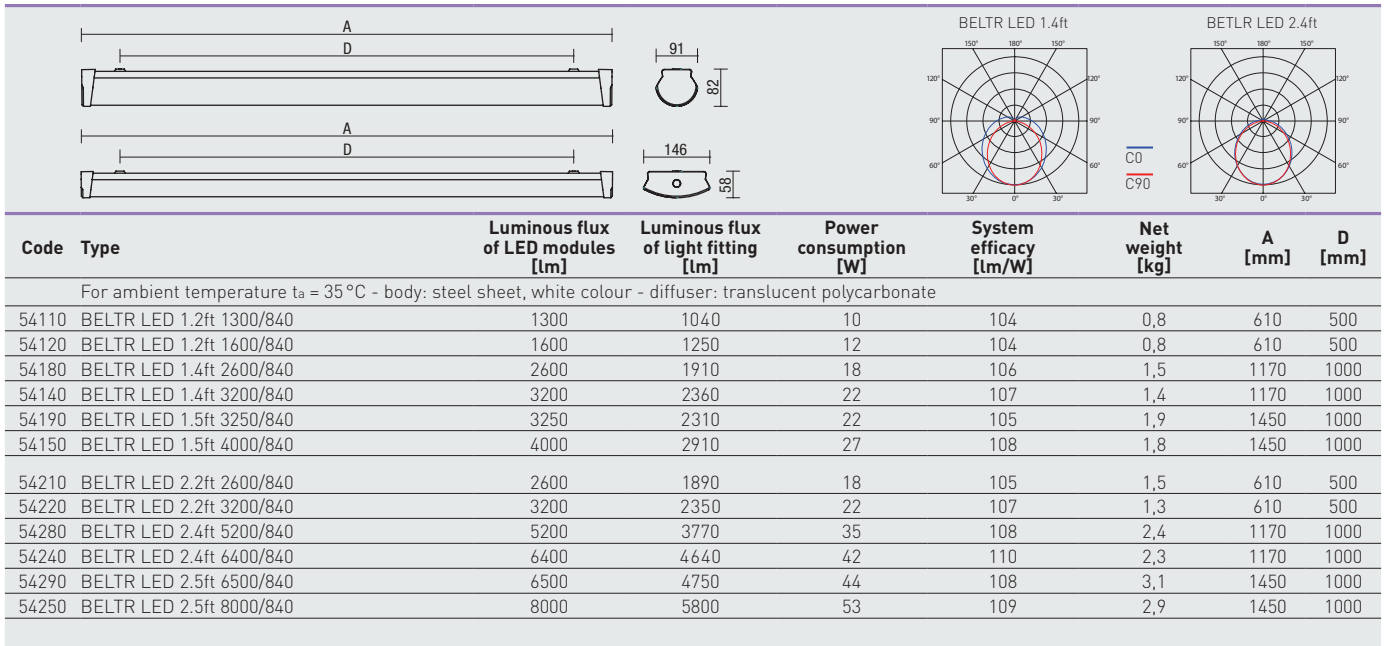 A
D
91
82
A
D
146
58
BELTR LED 1.4ft
150° 180° 150°
120° 120°
90° 90°
60° 60°
30° 0° 30°
C0
C90
BETLR LED 2.4ft
150° 180° 150°
120° 120°
90° 90°
60° 60°
30° 0° 30°
Code Type Luminous flux of LED modules [lm] Luminous flux of light fitting [lm] Power consumption [W] System efficacy [lm/W] Net weight [kg] A [mm] D [mm]
For ambient temperature ta = 35°C - body: steel sheet, white colour - diffuser: translucent polycarbonate
54110 BELTR LED 1.2ft 1300/840 1300 1040 10 104 0,8 610 500
54120 BELTR LED 1.2ft 1600/840 1600 1250 12 104 0,8 610 500
54180 BELTR LED 1.4ft 2600/840 2600 1910 18 106 1,5 1170 1000
54140 BELTR LED 1.4ft 3200/840 3200 2360 22 107 1,4 1170 1000
54190 BELTR LED 1.5ft 3250/840 3250 2310 22 105 1,9 1450 1000
54150 BELTR LED 1.5ft 4000/840 4000 2910 27 108 1,8 1450 1000
54210 BELTR LED 2.2ft 2600/840 2600 1890 18 105 1,5 610 500
54220 BELTR LED 2.2ft 3200/840 3200 2350 22 107 1,3 610 500
54280 BELTR LED 2.4ft 5200/840 5200 3770 35 108 2,4 1170 1000
54240 BELTR LED 2.4ft 6400/840 6400 4640 42 110 2,3 1170 1000
54290 BELTR LED 2.5ft 6500/840 6500 4750 44 108 3,1 1450 1000
54250 BELTR LED 2.5ft 8000/840 8000 5800 53 109 2,9 1450 1000